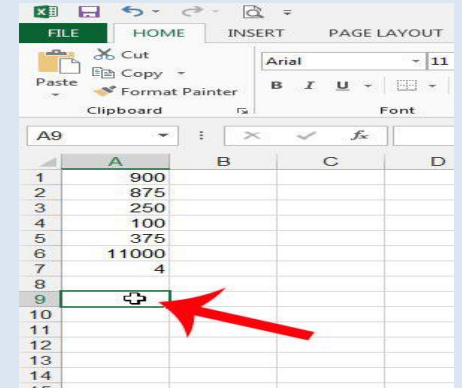 FILE HOME INSERT PAGE LAYOUT
Cut
Copy
Paste
Format Painter
Arial 11
B I U
Clipboard Font
A9 fx
A B C D
1 900
2 875
3 250
4 100
5 375
6 11000
7 4
8
9
10
11
12
13
14